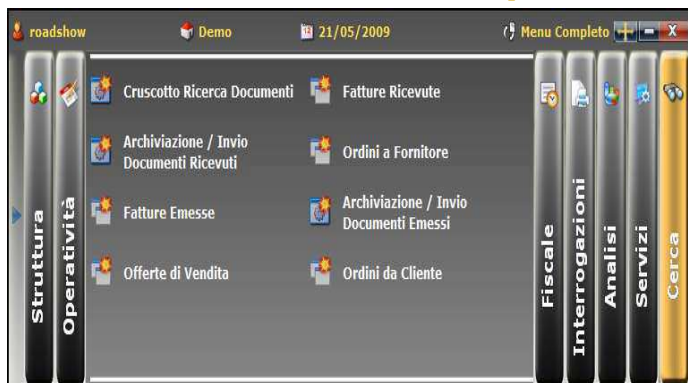 roadshow Demo 21/05/2009 Menu Completo
Struttura
Operatività
Cruscotto Ricerca Documenti
Fatture Ricevute
Archiviazione / Invio
Documenti Ricevuti
Ordini a Fornitore
Fatture Emesse
Archiviazione / Invio
Documenti Emessi
Offerte di Vendita
Ordini da Cliente
Fiscale
Interrogazioni
Analisi
Servizi
Cerca